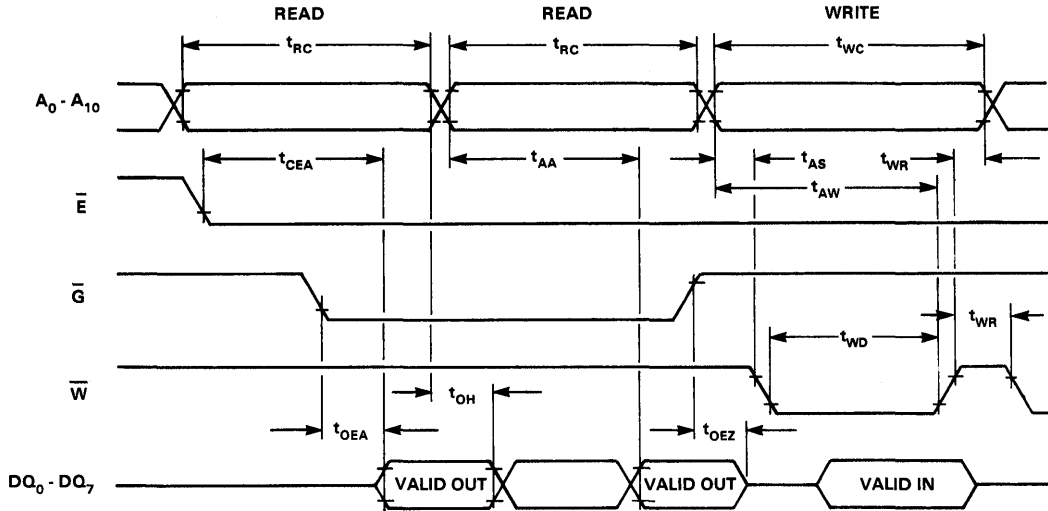 READ READ WRITE
tRC tRC tWC
A0 - A10
tCEA tAA tAS tWR
tAW
E̅
G̅
tWR
tWD
W̅
tOH
tOEA tOEZ
DQ0 - DQ7 VALID OUT VALID OUT VALID IN